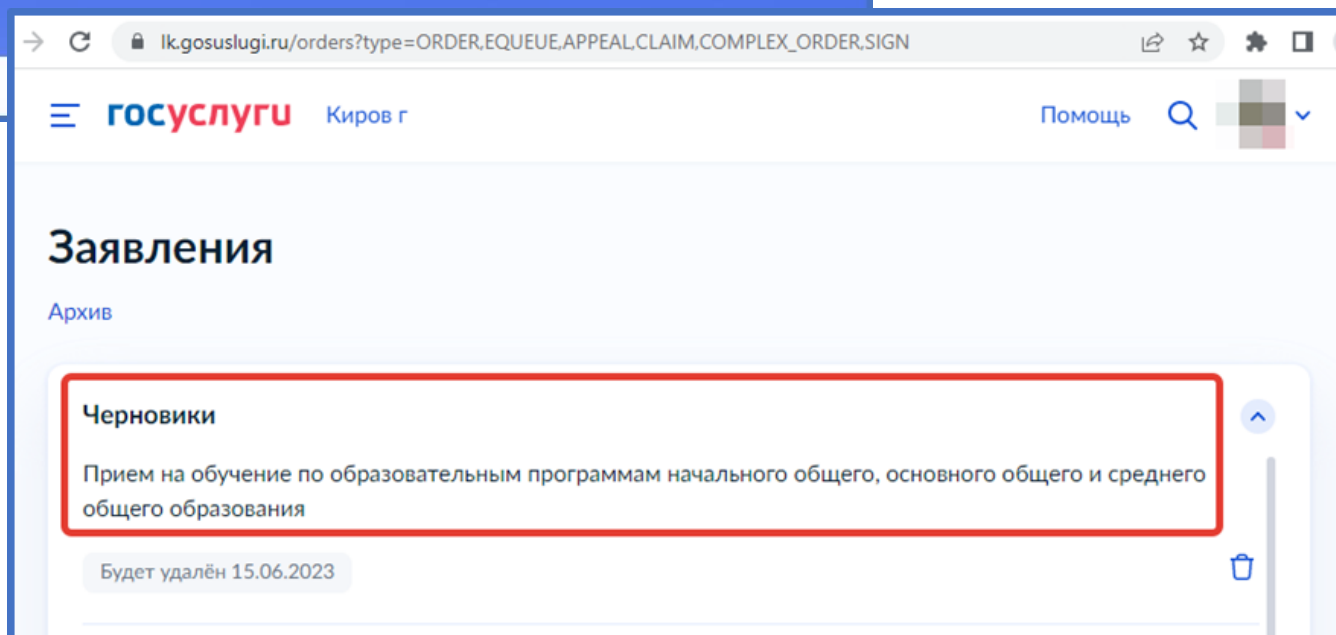 lk.gosuslugi.ru/orders?type=ORDER,EQUEUE,APPEAL,CLAIM,COMPLEX_ORDER,SIGN
госуслуги Киров г Помощь
Заявления
Архив
Черновики
Прием на обучение по образовательным программам начального общего, основного общего и среднего
общего образования
Будет удалён 15.06.2023